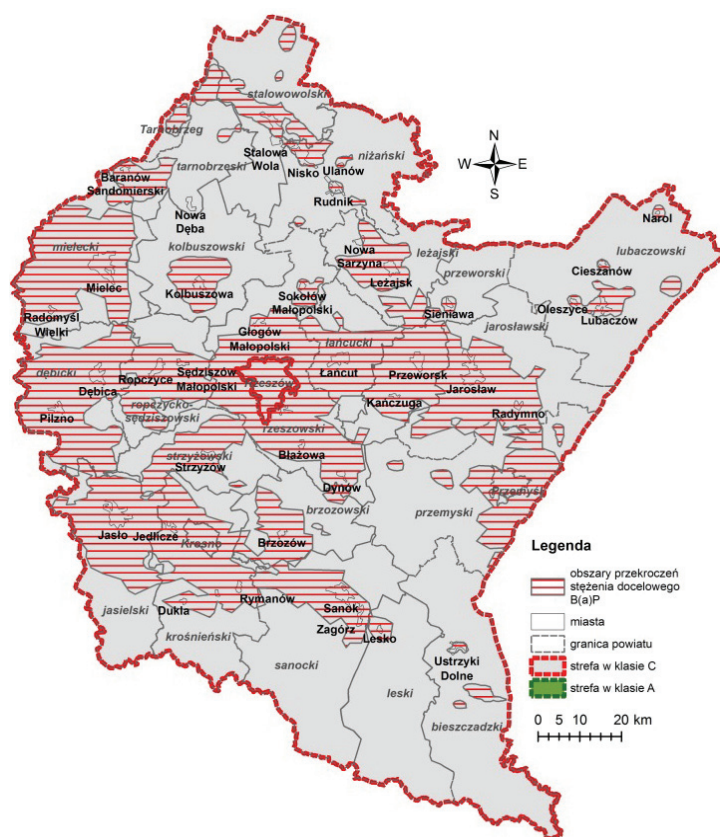 stalowowolski
Tarnobrzeg
Stalowa
Wola
tarnobrzeski
niżański
Nisko
Ulanów
Baranów
Sandomierski
Rudnik
Nowa
Dęba
N
W
E
S
Narol
mielecki
kolbuszowski
Nowa
Sarzyna
leżajski
lubaczowski
przeworski
Cieszanów
Mielec
Kolbuszowa
Sokołów
Małopolski
Leżajsk
Radomyśl
Wielki
Sieniawa
Oleszyce
Lubaczów
jarosławski
Głogów
Małopolski
łańcucki
dębicki
Ropczyce
Sędziszów
Małopolski
Rzeszów
Łańcut
Przeworsk
Jarosław
Dębica
Pilzno
ropczycko-
sędziszowski
Kańczuga
Radymno
rzeszowski
strzyżowski
Strzyżów
Błażowa
Dynów
brzozowski
przemyski
Przemyśl
Jasło
Jedlicze
Krosno
Brzozów
jasielski
Dukla
Rymanów
krośnieński
Sanok
Zagórz
Lesko
sanocki
leski
Ustrzyki
Dolne
bieszczadzki
Legenda
obszary przekroczeń
stężenia docelowego
B(a)P
miasta
granica powiatu
strefa w klasie C
strefa w klasie A
0 5 10 20 km